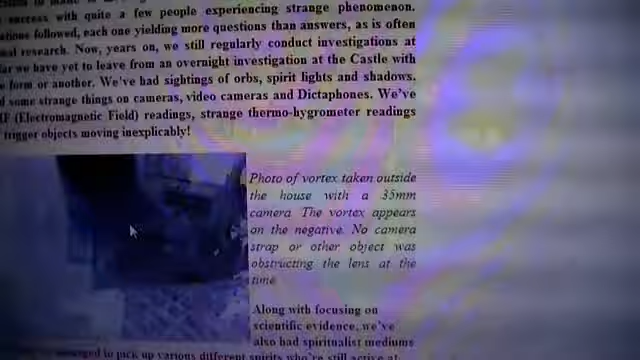 success with quite a few people experiencing strange phenomenon.
ations followed, each one yielding more questions than answers, as is often
nal research. Now, years on, we still regularly conduct investigations at
far we have yet to leave from an overnight investigation at the Castle with
e form or another. We've had sightings of orbs, spirit lights and shadows.
d some strange things on cameras, video cameras and Dictaphones. We've
IF (Electromagnetic Field) readings, strange thermo-hygrometer readings
trigger objects moving inexplicably!
Photo of vortex taken outside
the house with a 35mm
camera. The vortex appears
on the negative. No camera
strap or other object was
obstructing the lens at the
time.
Along with focusing on
scientific evidence, we've
also had spiritualist mediums
managed to pick up various different spirits who're still active at